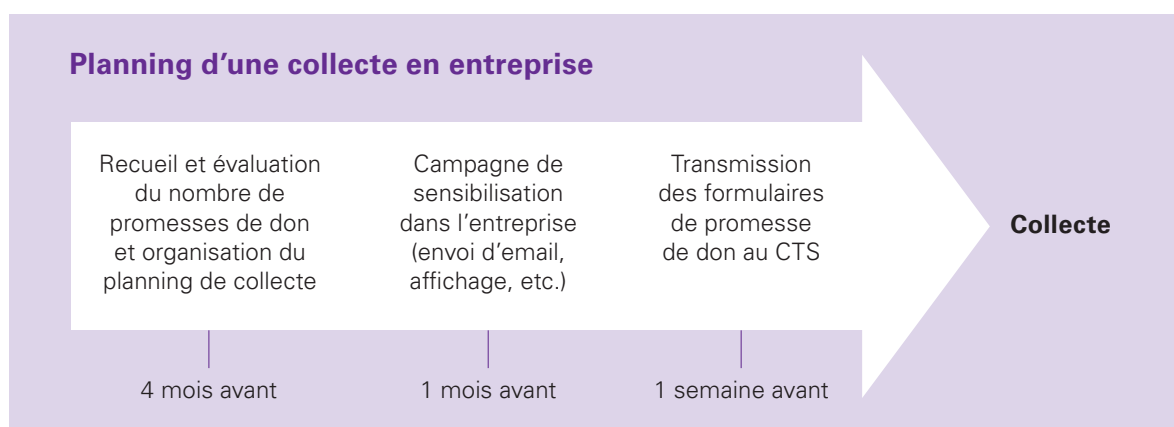 Planning d’une collecte en entreprise
Recueil et évaluation
du nombre de
promesses de don
et organisation du
planning de collecte
Campagne de
sensibilisation
dans l’entreprise
(envoi d’email,
affichage, etc.)
Transmission
des formulaires
de promesse
de don au CTS
Collecte
4 mois avant
1 mois avant
1 semaine avant